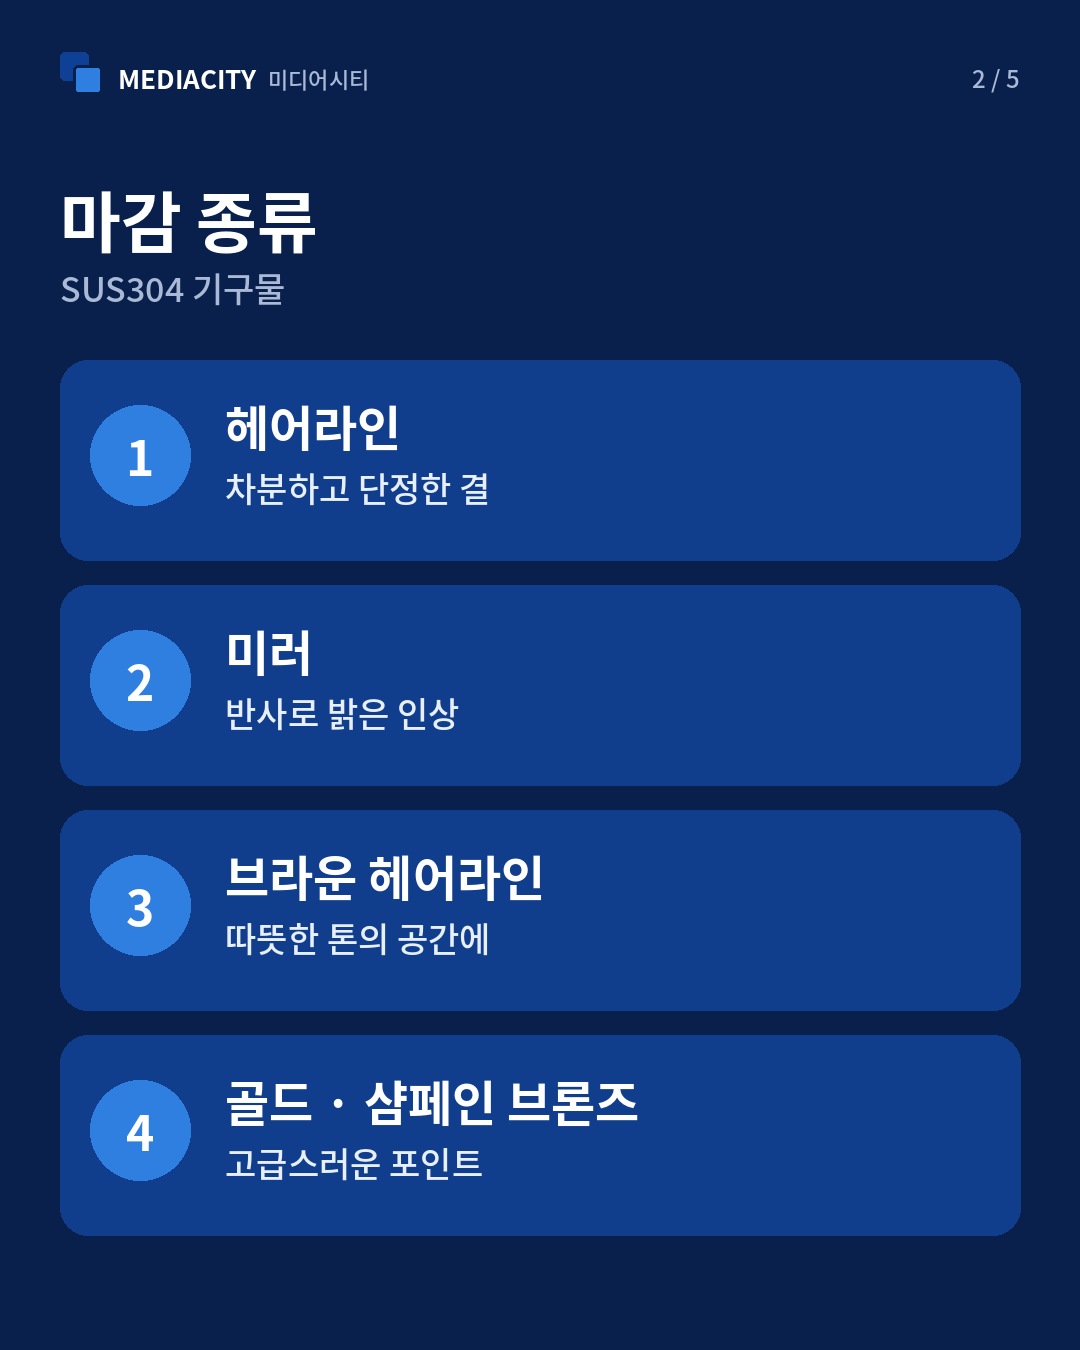 MEDIACITY 미디어시티
2 / 5
마감 종류
SUS304 기구물
1
헤어라인
차분하고 단정한 결
2
미러
반사로 밝은 인상
3
브라운 헤어라인
따뜻한 톤의 공간에
4
골드 · 샴페인 브론즈
고급스러운 포인트